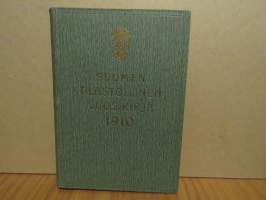 SUOMEN
TILASTOLLINEN
VUOSIKIRJA
1910